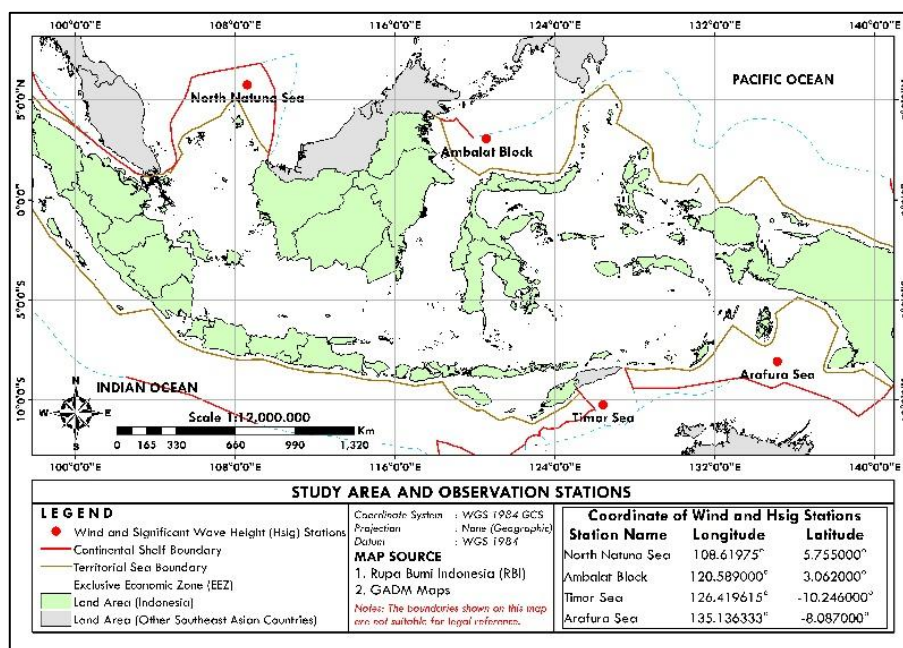 100°0'0"E 108°0'0"E 116°0'0"E 124°0'0"E 132°0'0"E 140°0'0"E
PACIFIC OCEAN
5°0'0"N
North Natuna Sea
Ambalat Block
0°0'0"
5°0'0"S
INDIAN OCEAN
Arafura Sea
Timor Sea
10°0'0"S
N
W E
S
Scale 1:12,000.000
0 165 330 660 990 1,320 Km
100°0'0"E 108°0'0"E 116°0'0"E 124°0'0"E 132°0'0"E 140°0'0"E
STUDY AREA AND OBSERVATION STATIONS
LEGEND
Wind and Significant Wave Height (Hsig) Stations
Continental Shelf Boundary
Territorial Sea Boundary
Exclusive Economic Zone (EEZ)
Land Area (Indonesia)
Land Area (Other Southeast Asian Countries)
Coordinate System : WGS 1984 GCS
Projection : None (Geographic)
Datum : WGS 1984
MAP SOURCE
1. Rupa Bumi Indonesia (RBI)
2. GADM Maps
Notes: The boundaries shown on this map
are not suitable for legal reference.
Coordinate of Wind and Hsig Stations
Station Name Longitude Latitude
North Natuna Sea 108.61975° 5.755000°
Ambalat Block 120.589000° 3.062000°
Timor Sea 126.419615° -10.246000°
Arafura Sea 135.136333° -8.087000°